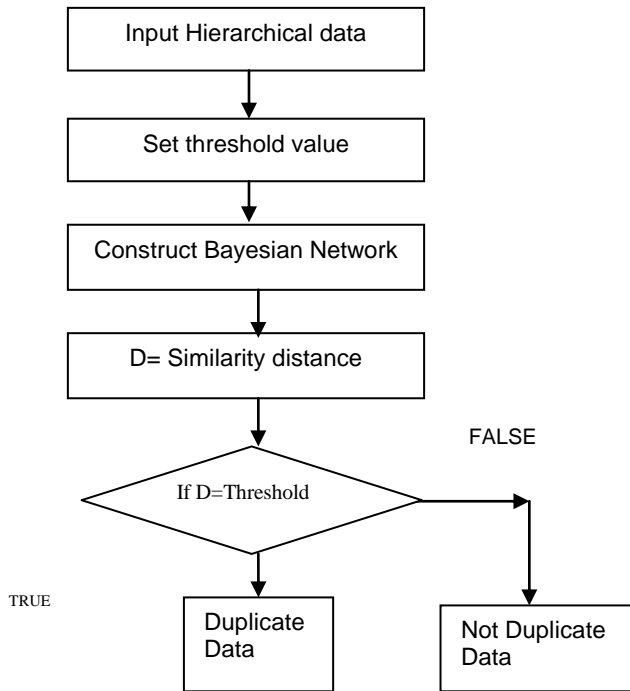 Input Hierarchical data
Set threshold value
Construct Bayesian Network
D= Similarity distance
FALSE
If D=Threshold
TRUE
Duplicate
Data
Not Duplicate
Data